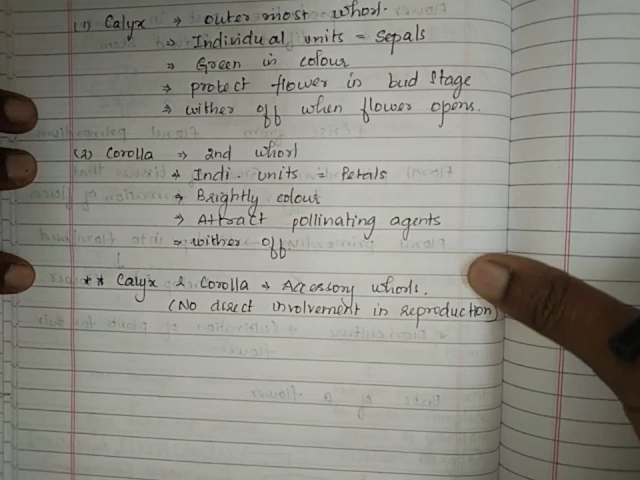 (1) Calyx → outer most whorl.
⇒ Individual units = sepals
⇒ Green in colour
⇒ protect flower in bud stage
⇒ wither off when flower opens.
(2) Corolla ⇒ 2nd whorl
→ Indi. units = Petals
→ Brightly colour
→ Attract pollinating agents
⇒ wither off
** Calyx & Corolla → Accessory whorls.
(No direct involvement in reproduction)